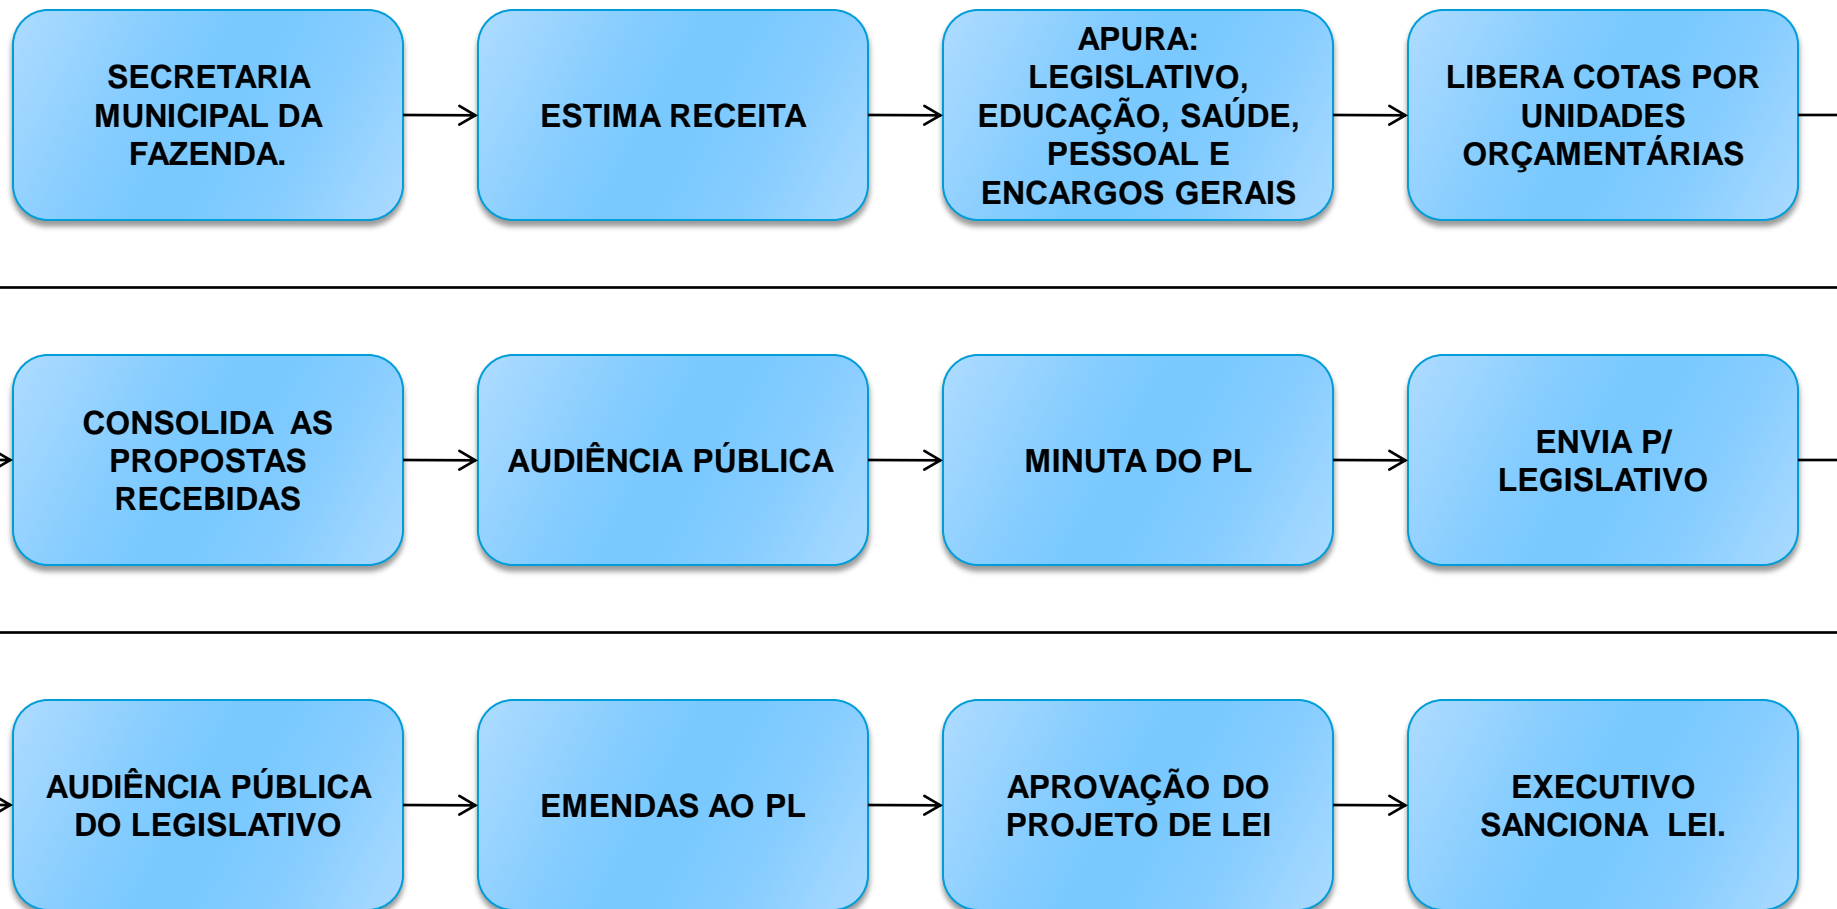 SECRETARIA
MUNICIPAL DA
FAZENDA.
ESTIMA RECEITA
APURA:
LEGISLATIVO,
EDUCAÇÃO, SAÚDE,
PESSOAL E
ENCARGOS GERAIS
LIBERA COTAS POR
UNIDADES
ORÇAMENTÁRIAS
CONSOLIDA AS
PROPOSTAS
RECEBIDAS
AUDIÊNCIA PÚBLICA
MINUTA DO PL
ENVIA P/
LEGISLATIVO
AUDIÊNCIA PÚBLICA
DO LEGISLATIVO
EMENDAS AO PL
APROVAÇÃO DO
PROJETO DE LEI
EXECUTIVO
SANCIONA LEI.